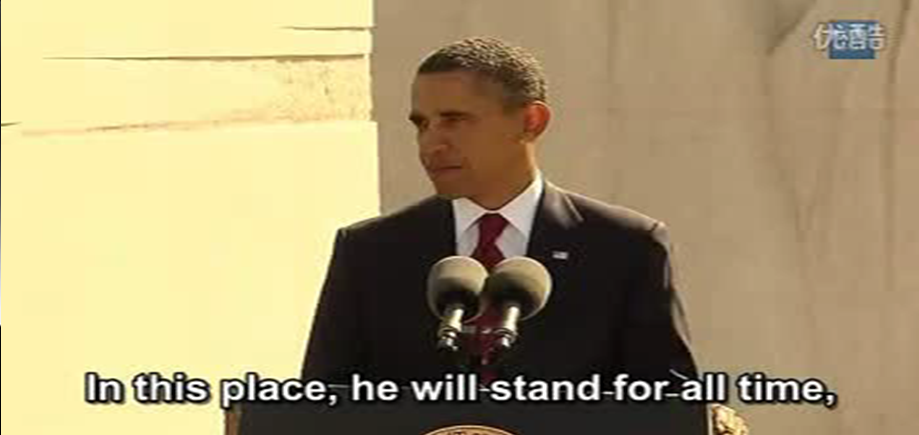 优酷
In this place, he will stand for all time,